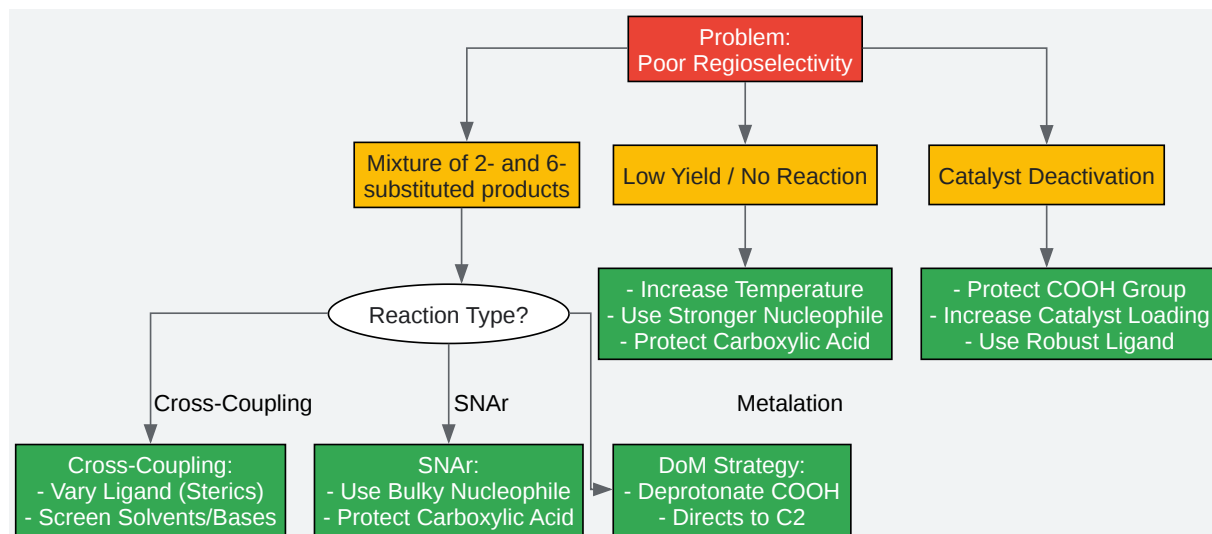 Problem:
Poor Regioselectivity
Mixture of 2- and 6-
substituted products
Low Yield / No Reaction
Catalyst Deactivation
Reaction Type?
- Increase Temperature
- Use Stronger Nucleophile
- Protect Carboxylic Acid
- Protect COOH Group
- Increase Catalyst Loading
- Use Robust Ligand
Cross-Coupling
SNAr
Metalation
Cross-Coupling:
- Vary Ligand (Sterics)
- Screen Solvents/Bases
SNAr:
- Use Bulky Nucleophile
- Protect Carboxylic Acid
DoM Strategy:
- Deprotonate COOH
- Directs to C2